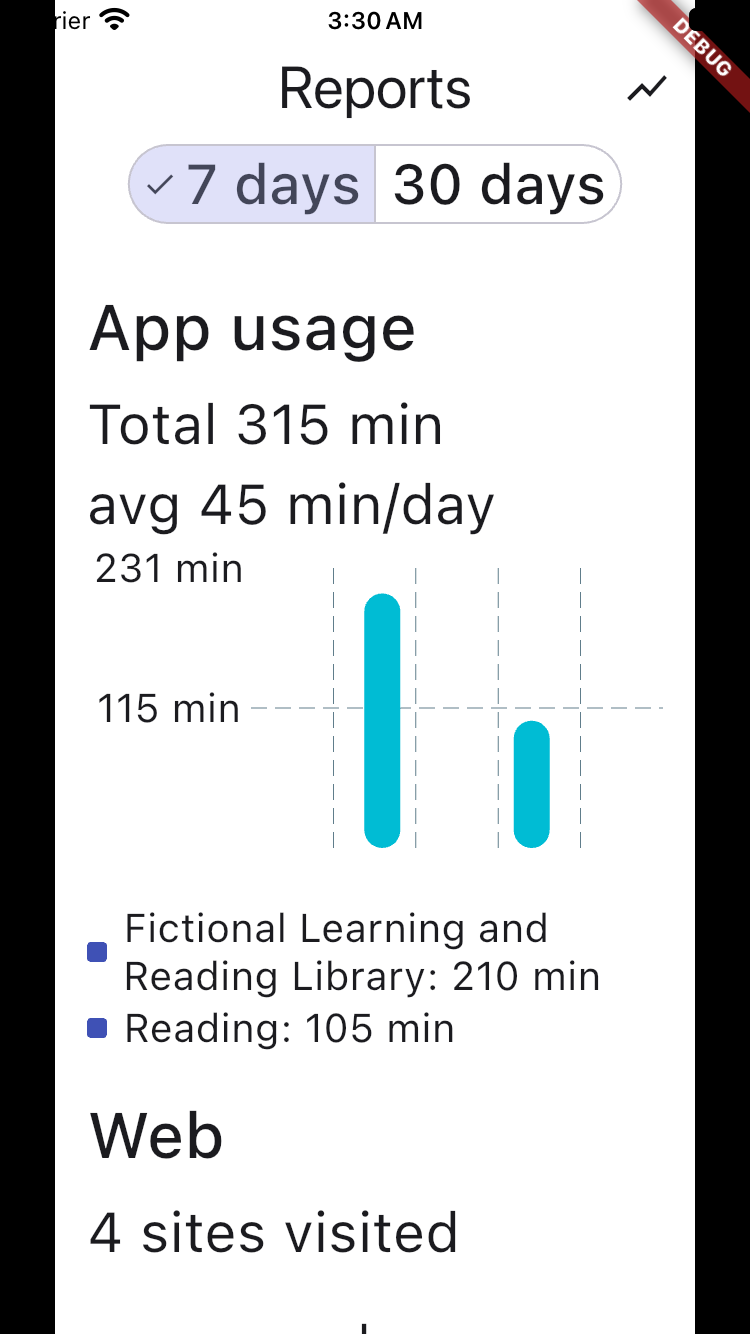 rier 3:30 AM
DEBUG
Reports
7 days 30 days
App usage
Total 315 min
avg 45 min/day
231 min
115 min
Fictional Learning and
Reading Library: 210 min
Reading: 105 min
Web
4 sites visited